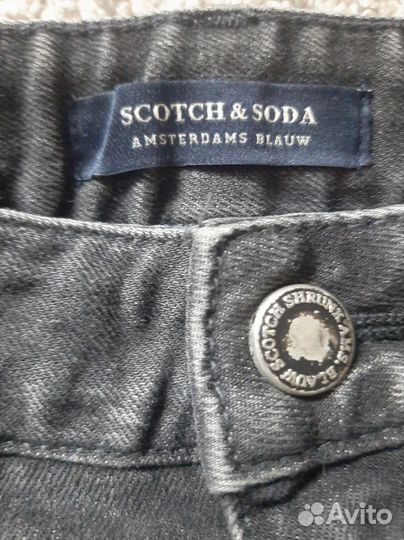 SCOTCH & SODA
AMSTERDAMS BLAUW
SCOTCH SHRUNK AMS. BLAUW
Avito